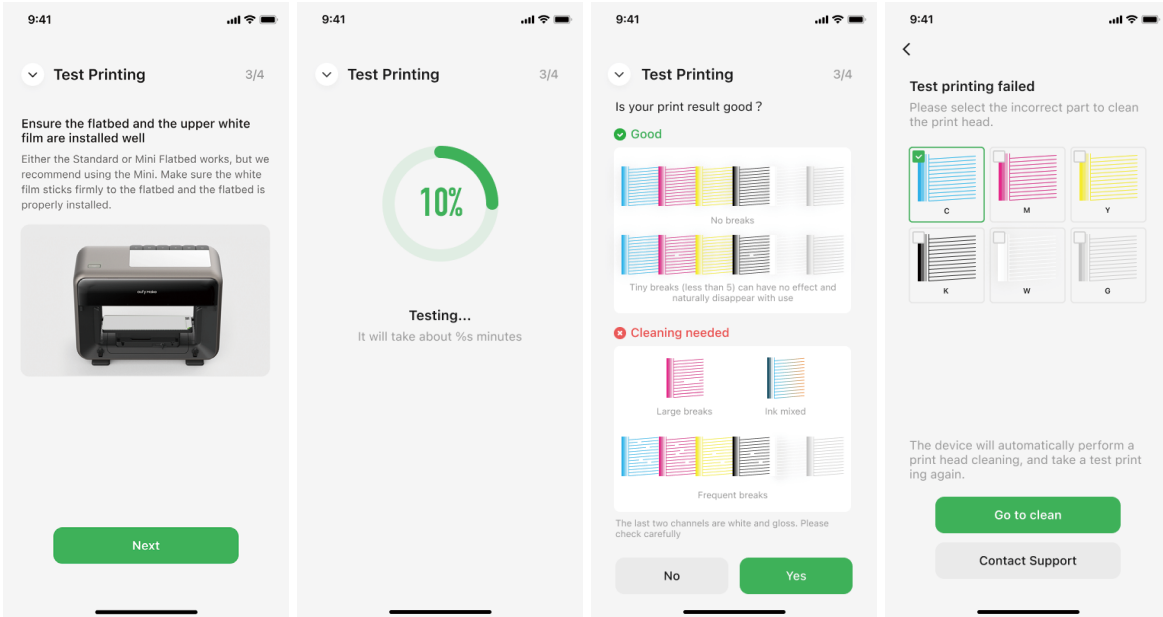 9:41
Test Printing
3/4
Ensure the flatbed and the upper white
film are installed well
Either the Standard or Mini Flatbed works, but we
recommend using the Mini. Make sure the white
film sticks firmly to the flatbed and the flatbed is
properly installed.
eufy make
Next
9:41
Test Printing
3/4
10%
Testing...
It will take about %s minutes
9:41
Test Printing
3/4
Is your print result good ?
Good
No breaks
Tiny breaks (less than 5) can have no effect and
naturally disappear with use
Cleaning needed
Large breaks
Ink mixed
Frequent breaks
The last two channels are white and gloss. Please
check carefully
No
Yes
9:41
Test printing failed
Please select the incorrect part to clean
the print head.
C
M
Y
K
W
G
The device will automatically perform a
print head cleaning, and take a test print
ing again.
Go to clean
Contact Support